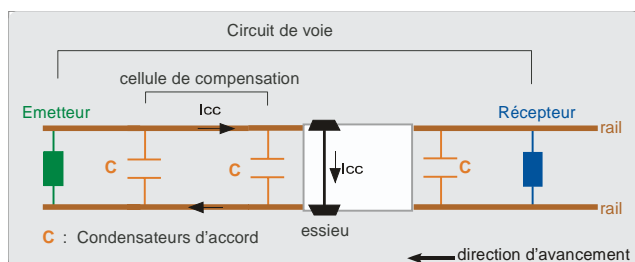 Circuit de voie
cellule de compensation
Emetteur
Icc
Récepteur
rail
C
C
Icc
C
rail
essieu
C : Condensateurs d'accord
direction d'avancement